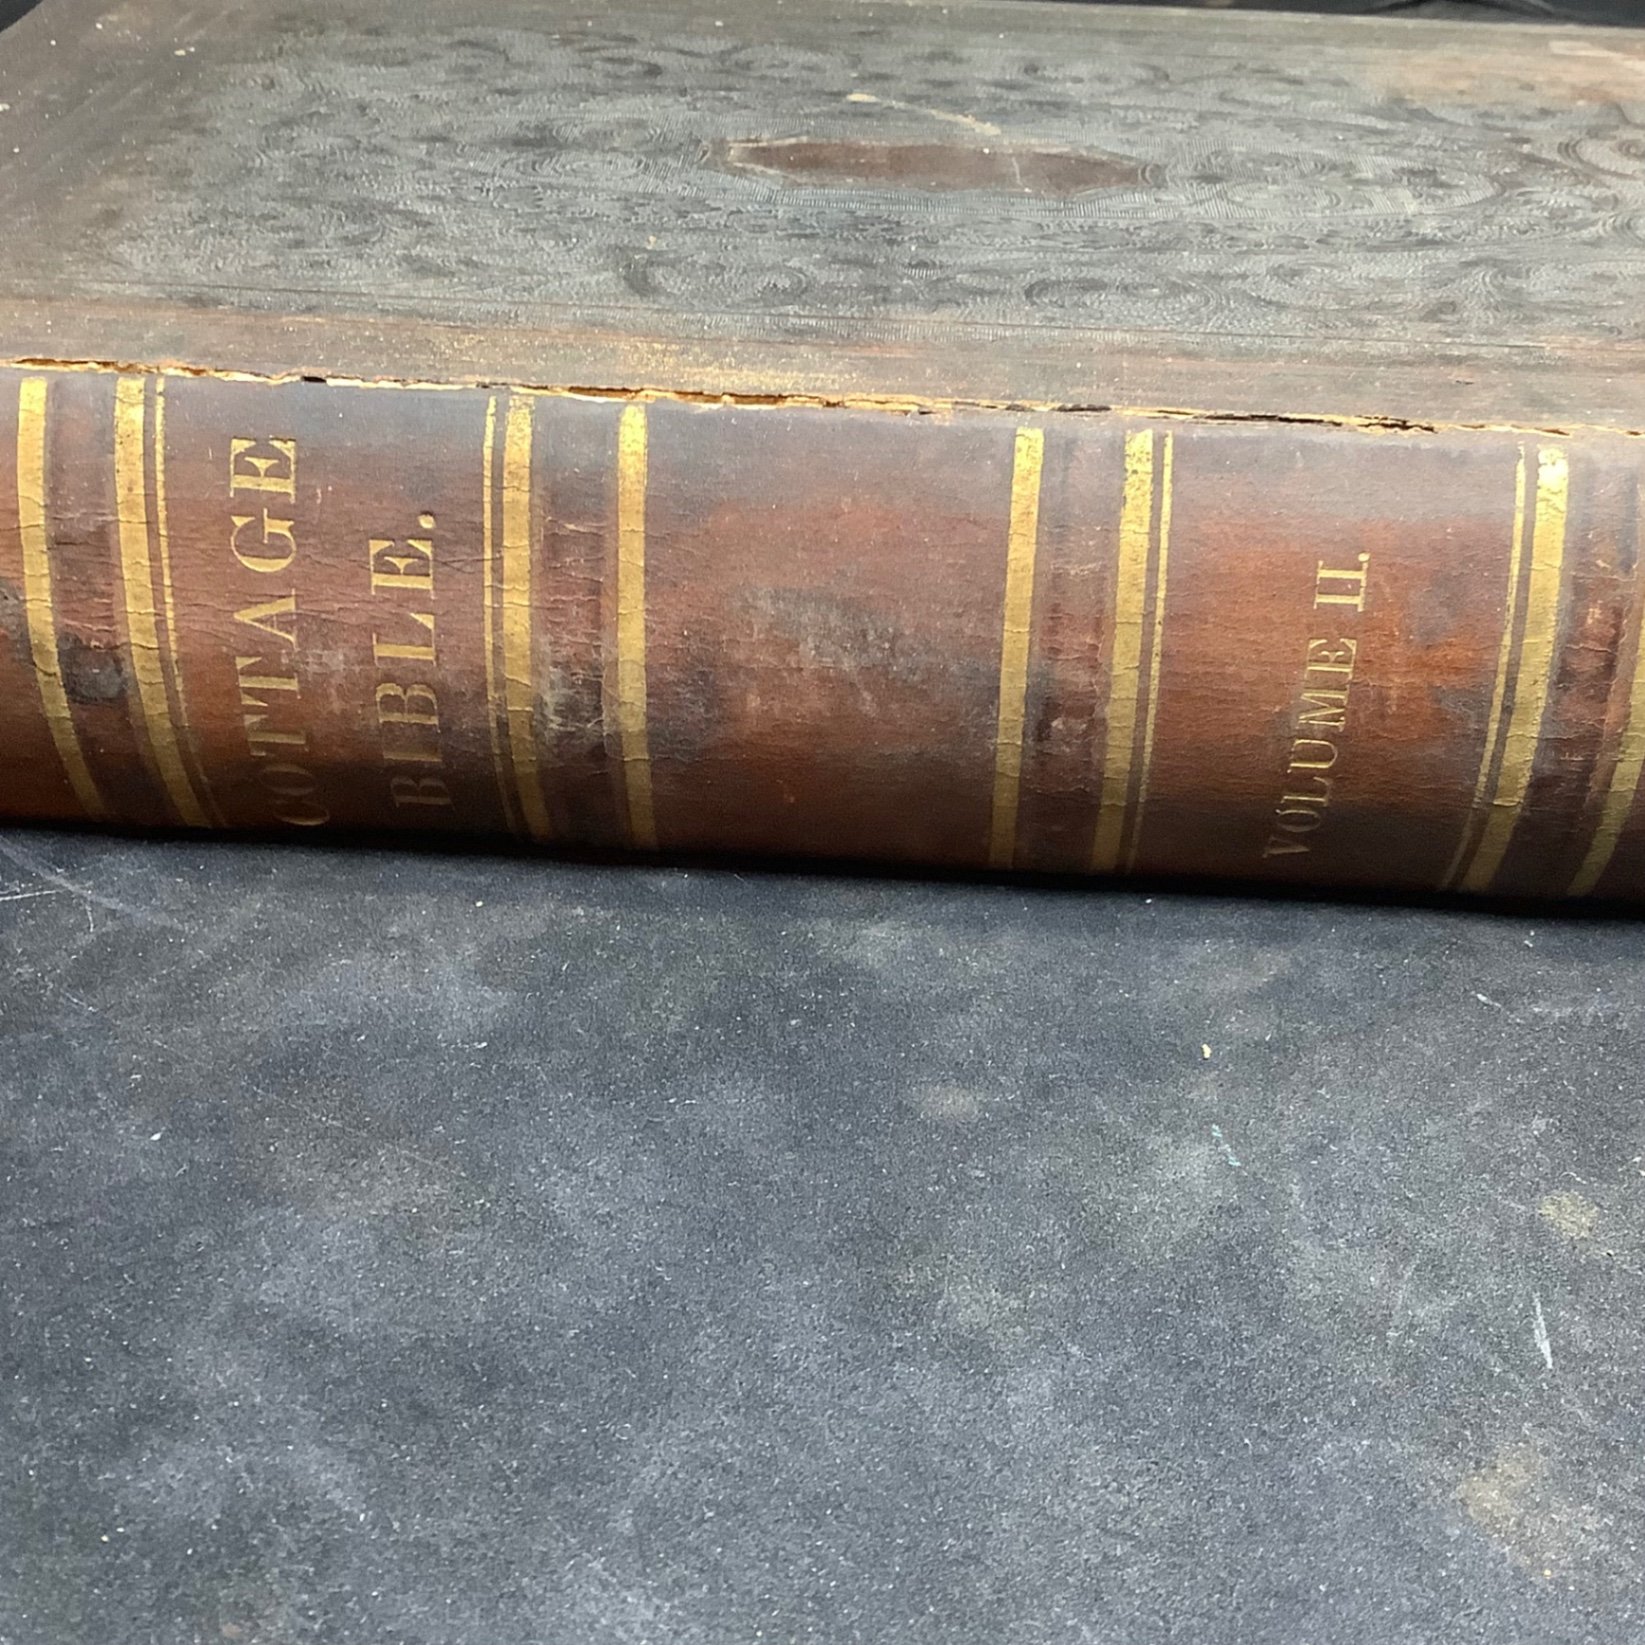 COTTAGE
BIBLE.
VOLUME II.